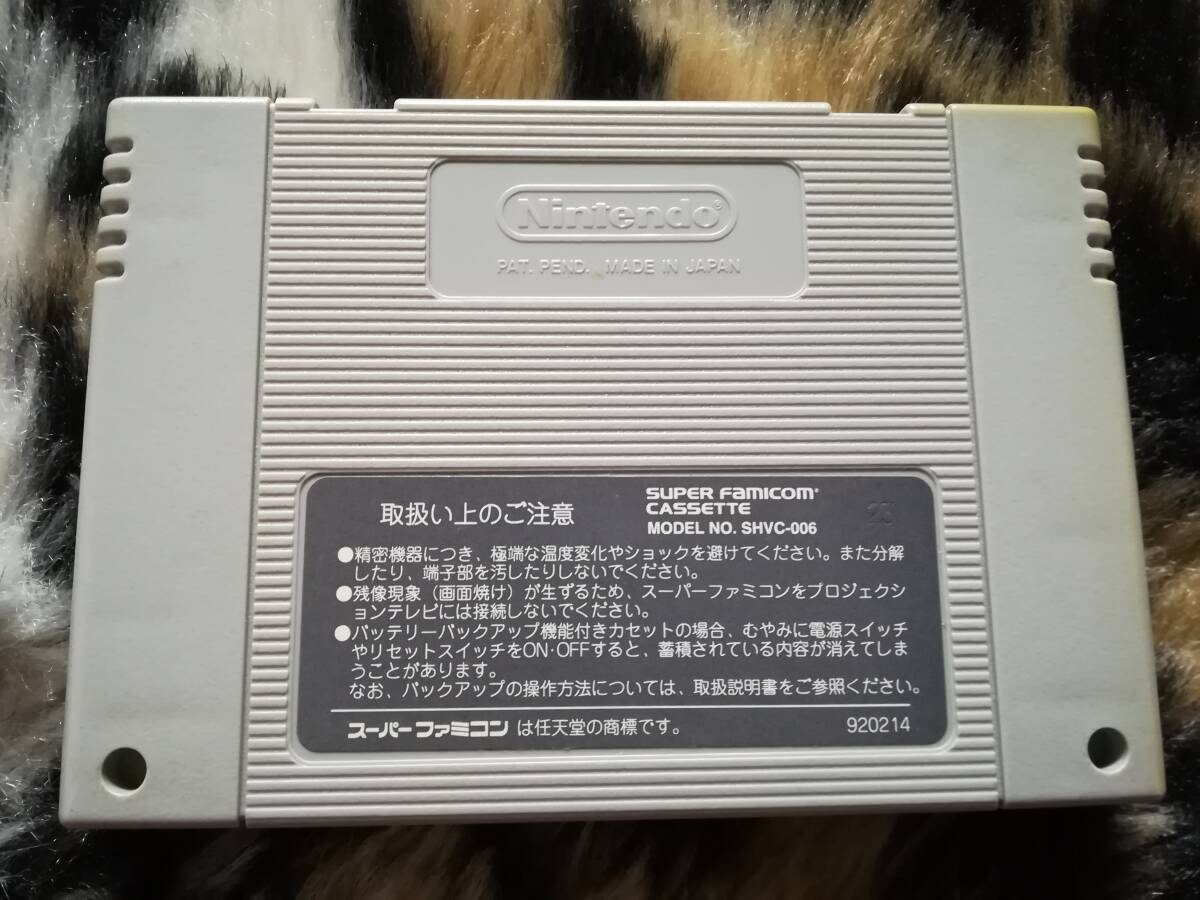 Nintendo®
PAT. PEND. MADE IN JAPAN
取扱い上のご注意
SUPER FAMICOM®
CASSETTE
MODEL NO. SHVC-006
23
●精密機器につき、極端な温度変化やショックを避けてください。また分解
したり、端子部を汚したりしないでください。
●残像現象（画面焼け）が生ずるため、スーパーファミコンをプロジェクシ
ョンテレビには接続しないでください。
●バッテリーバックアップ機能付きカセットの場合、むやみに電源スイッチ
やリセットスイッチをON·OFFすると、蓄積されている内容が消えてしま
うことがあります。
なお、バックアップの操作方法については、取扱説明書をご参照ください。
スーパーファミコン は任天堂の商標です。
920214